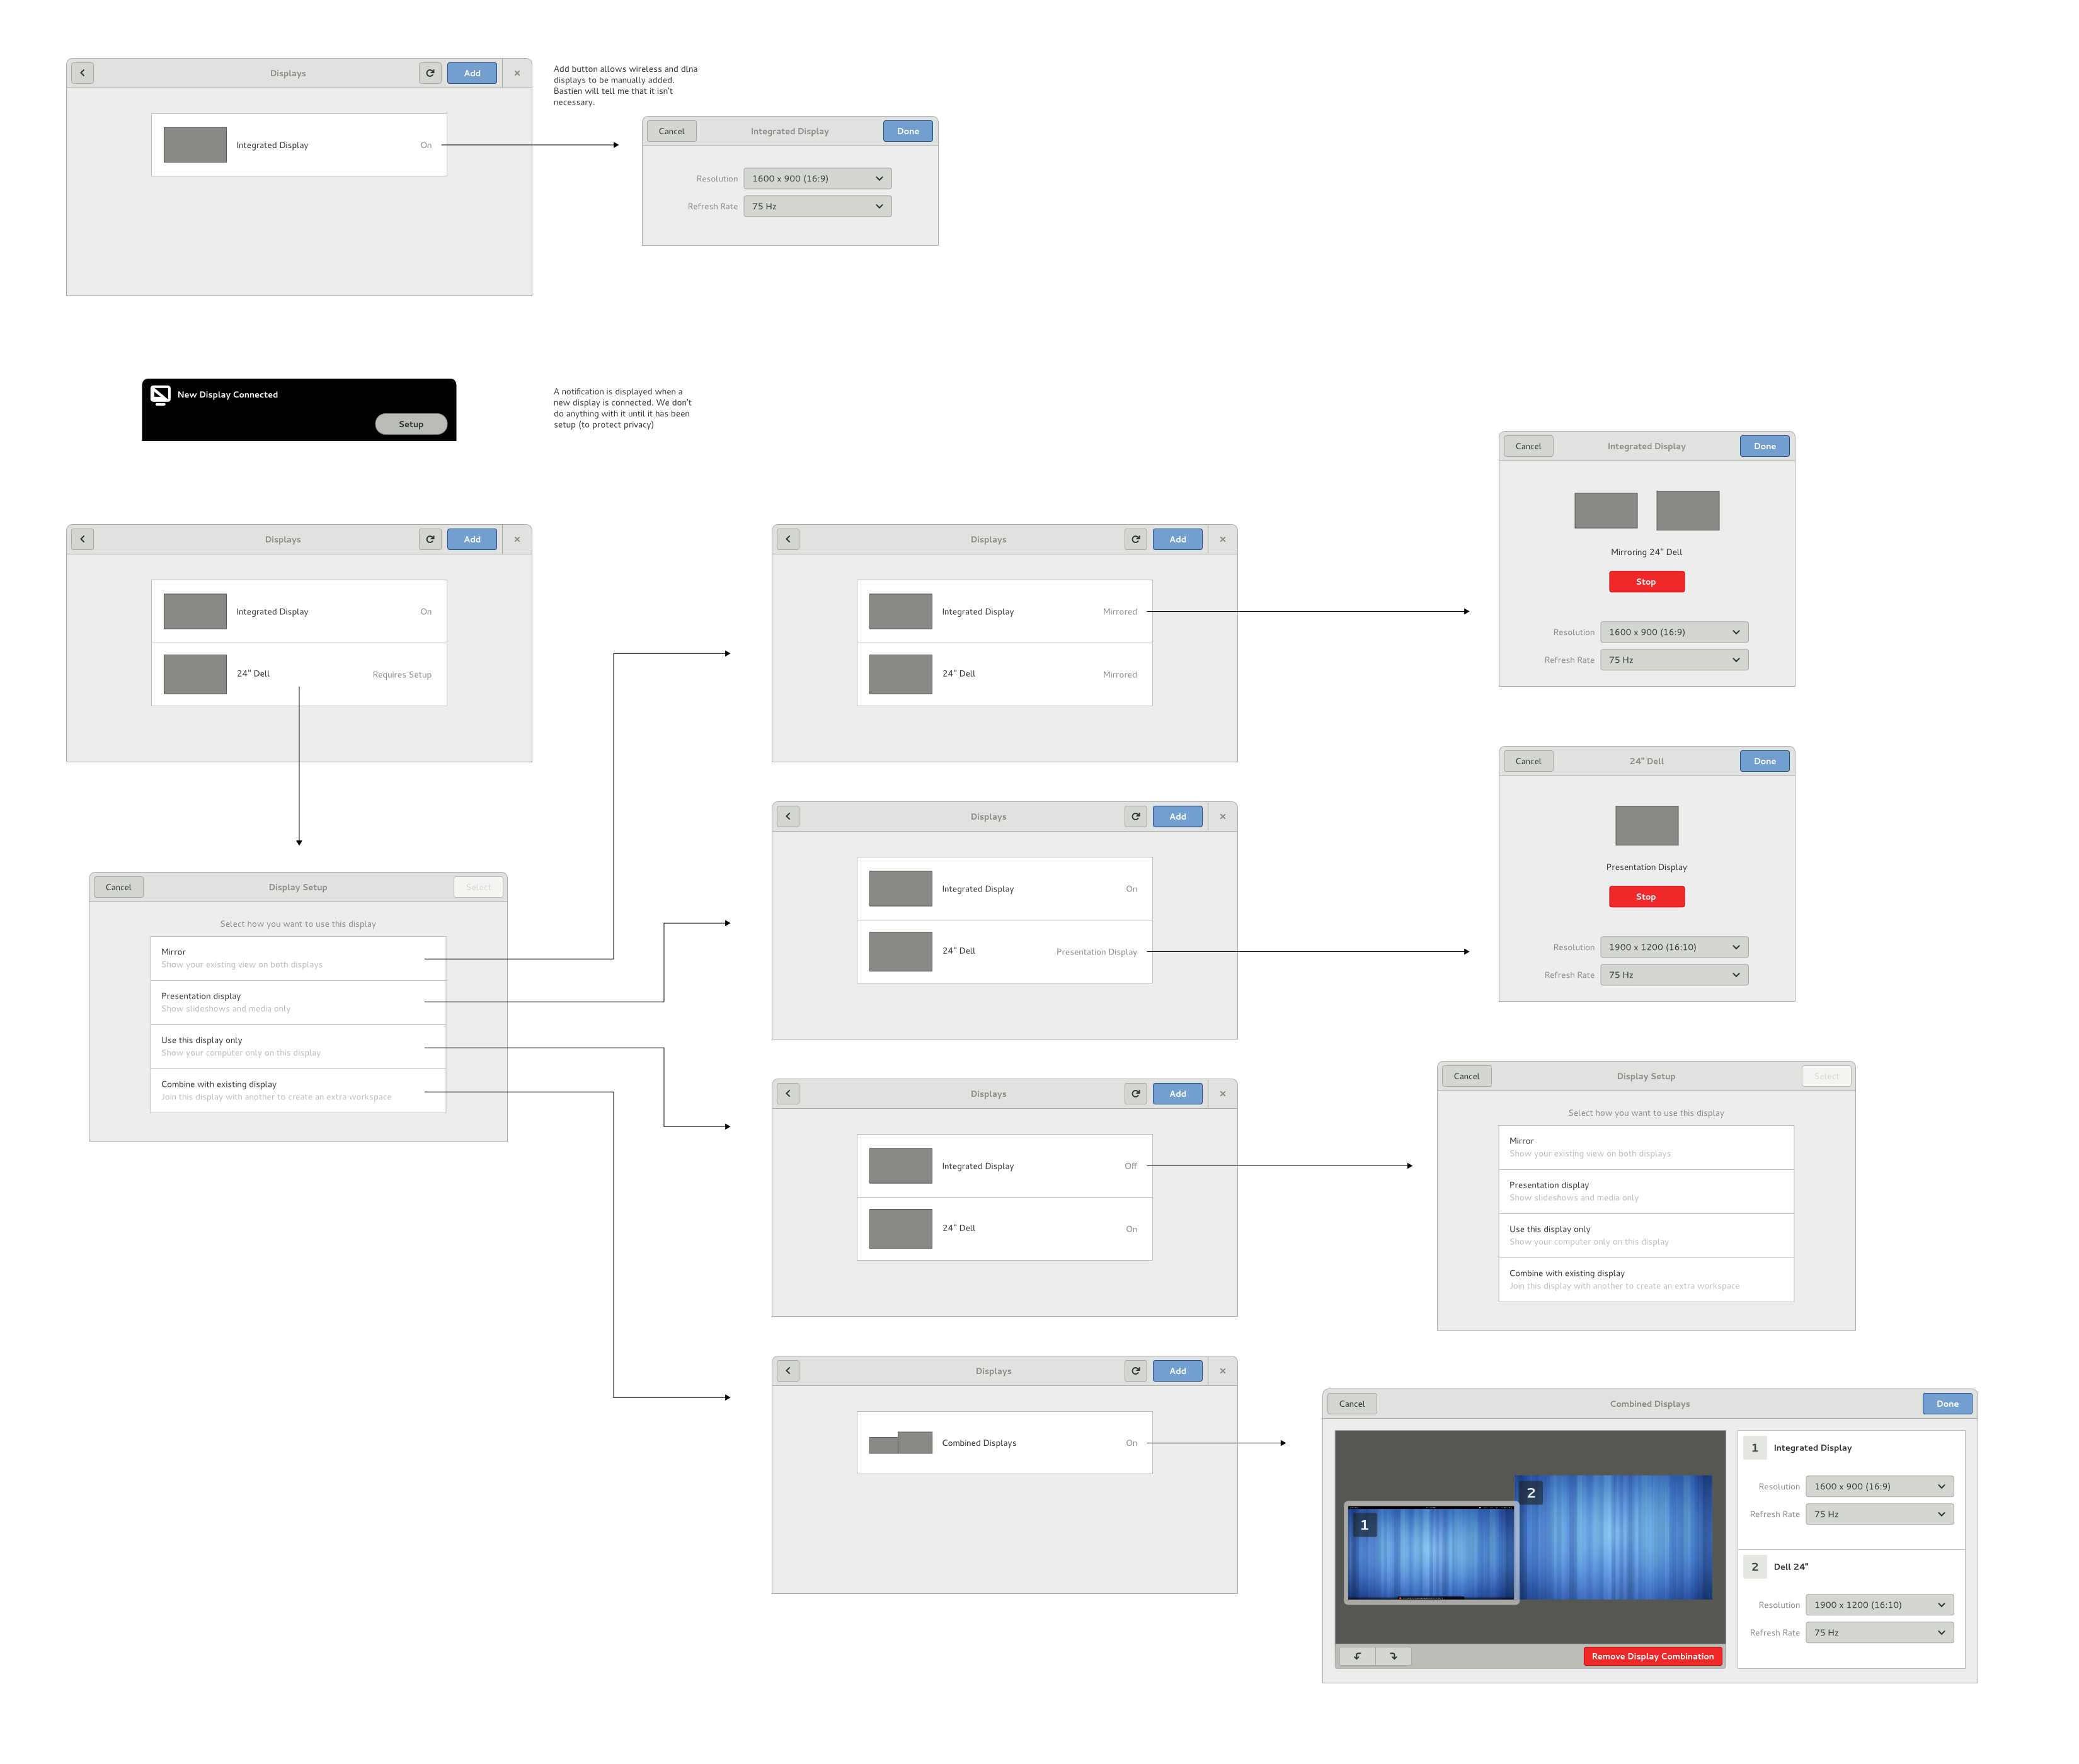 Displays
Add
Integrated Display
On
Add button allows wireless and dlna
displays to be manually added.
Bastien will tell me that it isn't
necessary.
Cancel
Integrated Display
Done
Resolution
1600 x 900 (16:9)
Refresh Rate
75 Hz
New Display Connected
Setup
A notification is displayed when a
new display is connected. We don't
do anything with it until it has been
setup (to protect privacy)
Displays
Add
Integrated Display
On
24" Dell
Requires Setup
Cancel
Display Setup
Select
Select how you want to use this display
Mirror
Show your existing view on both displays
Presentation display
Show slideshows and media only
Use this display only
Show your computer only on this display
Combine with existing display
Join this display with another to create an extra workspace
Displays
Add
Integrated Display
Mirrored
24" Dell
Mirrored
Cancel
Integrated Display
Done
Mirroring 24" Dell
Stop
Resolution
1600 x 900 (16:9)
Refresh Rate
75 Hz
Displays
Add
Integrated Display
On
24" Dell
Presentation Display
Cancel
24" Dell
Done
Presentation Display
Stop
Resolution
1900 x 1200 (16:10)
Refresh Rate
75 Hz
Displays
Add
Integrated Display
Off
24" Dell
On
Cancel
Display Setup
Select
Select how you want to use this display
Mirror
Show your existing view on both displays
Presentation display
Show slideshows and media only
Use this display only
Show your computer only on this display
Combine with existing display
Join this display with another to create an extra workspace
Displays
Add
Combined Displays
On
Cancel
Combined Displays
Done
1
2
Remove Display Combination
1 Integrated Display
Resolution
1600 x 900 (16:9)
Refresh Rate
75 Hz
2 Dell 24"
Resolution
1900 x 1200 (16:10)
Refresh Rate
75 Hz